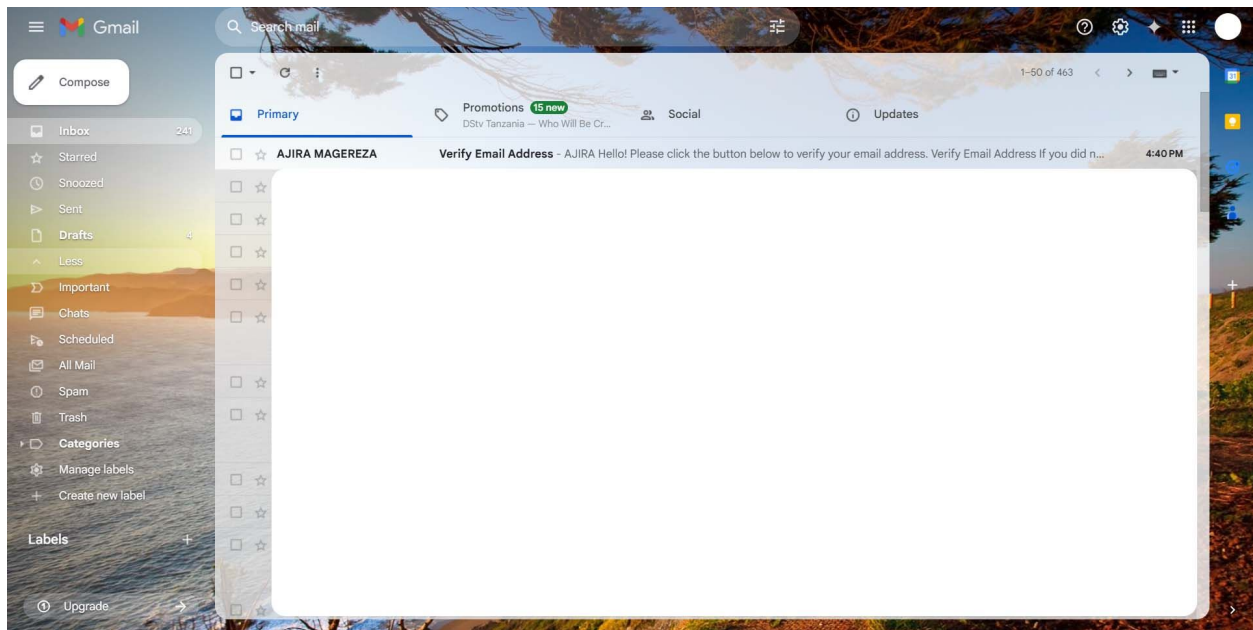 Gmail
Search mail
Compose
1–50 of 463
31
Primary
Promotions 15 new
DStv Tanzania — Who Will Be Cr...
Social
Updates
Inbox 241
Starred
Snoozed
Sent
Drafts 4
Less
Important
Chats
Scheduled
All Mail
Spam
Trash
Categories
Manage labels
Create new label
Labels
Upgrade
AJIRA MAGEREZA Verify Email Address - AJIRA Hello! Please click the button below to verify your email address. Verify Email Address If you did n... 4:40 PM